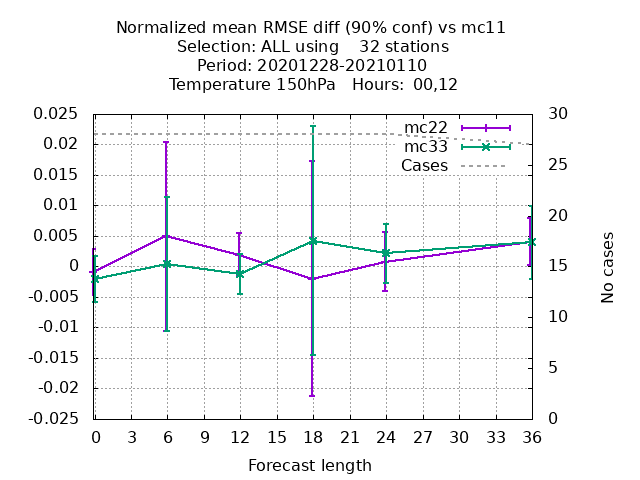 Normalized mean RMSE diff (90% conf) vs mc11
Selection: ALL using    32 stations
Period: 20201228-20210110
Temperature 150hPa   Hours:  00,12
mc22
mc33
Cases
0.025
0.02
0.015
0.01
0.005
0
-0.005
-0.01
-0.015
-0.02
-0.025
30
25
20
15
10
5
0
No cases
0 3 6 9 12 15 18 21 24 27 30 33 36
Forecast length